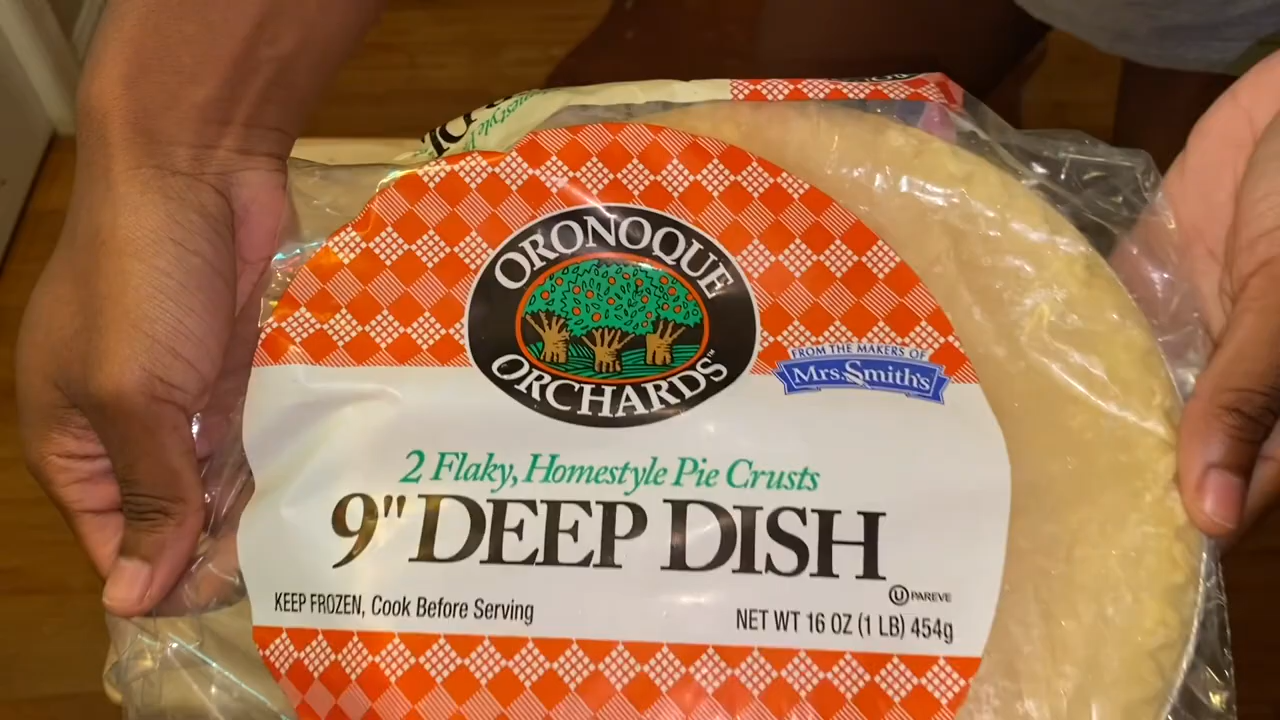 ORONOQUE
ORCHARDS™
FROM THE MAKERS OF
Mrs. Smith's
2 Flaky, Homestyle Pie Crusts
9" DEEP DISH
U PAREVE
KEEP FROZEN, Cook Before Serving
NET WT 16 OZ (1 LB) 454g